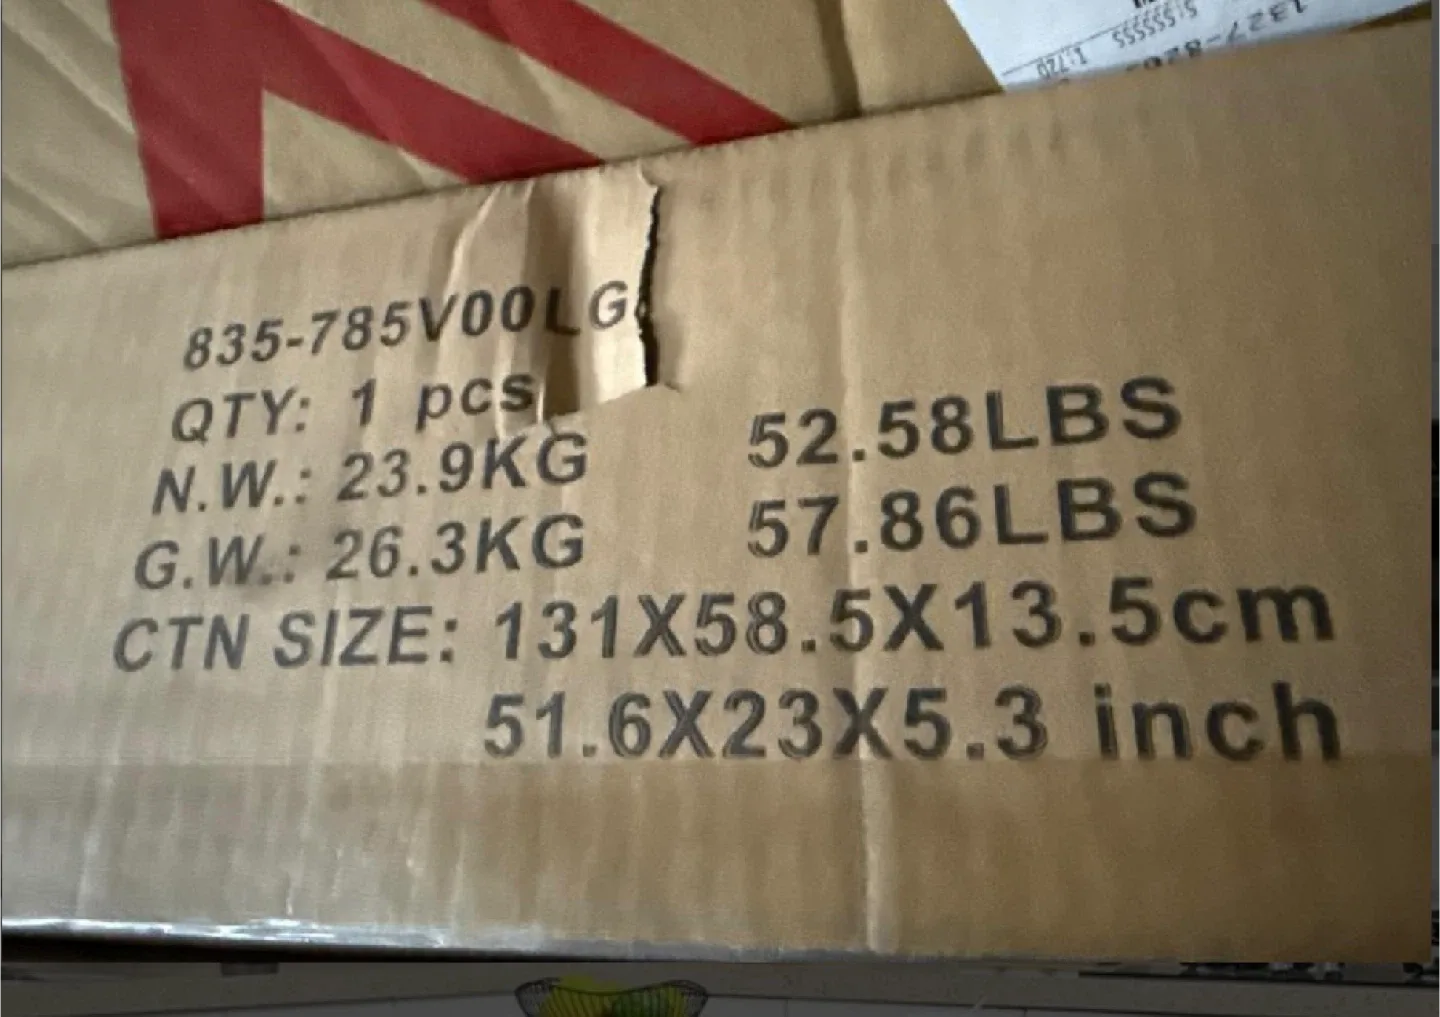 835-785V00LG
QTY: 1 pcs
N.W.: 23.9KG 52.58LBS
G.W.: 26.3KG 57.86LBS
CTN SIZE: 131X58.5X13.5cm
51.6X23X5.3 inch